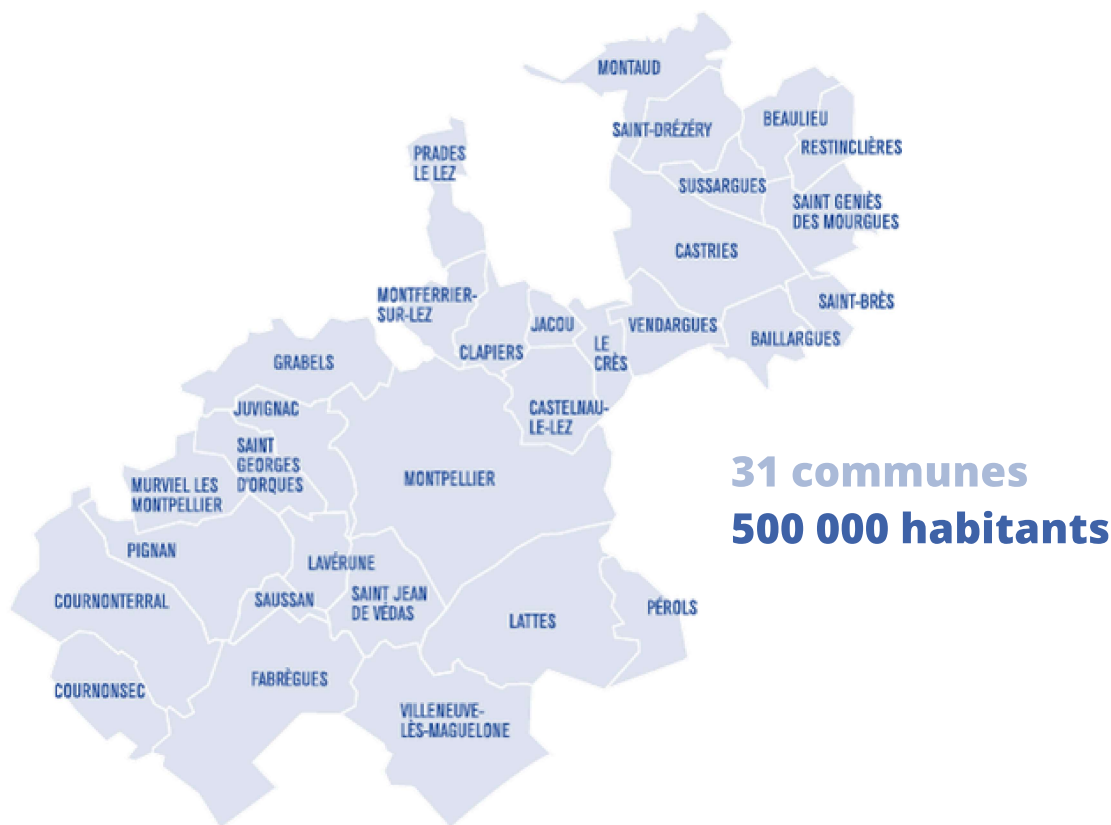 MONTAUD
SAINT-DRÉZÉRY
BEAULIEU
RESTINCLIÈRES
PRADES
LE LEZ
SUSSARGUES
SAINT GENIÈS
DES MOURGUES
CASTRIES
MONTFERRIER-
SUR-LEZ
SAINT-BRÈS
JACOU
VENDARGUES
BAILLARGUES
LE
CRÈS
CLAPIERS
GRABELS
JUVIGNAC
CASTELNAU-
LE-LEZ
SAINT
GEORGES
D'ORQUES
MONTPELLIER
MURVIEL LES
MONTPELLIER
31 communes
500 000 habitants
PIGNAN
LAVÉRUNE
COURNONTERRAL
SAUSSAN
SAINT JEAN
DE VÉDAS
LATTES
PÉROLS
COURNONSEC
FABRÈGUES
VILLENEUVE-
LÈS-MAGUELONE